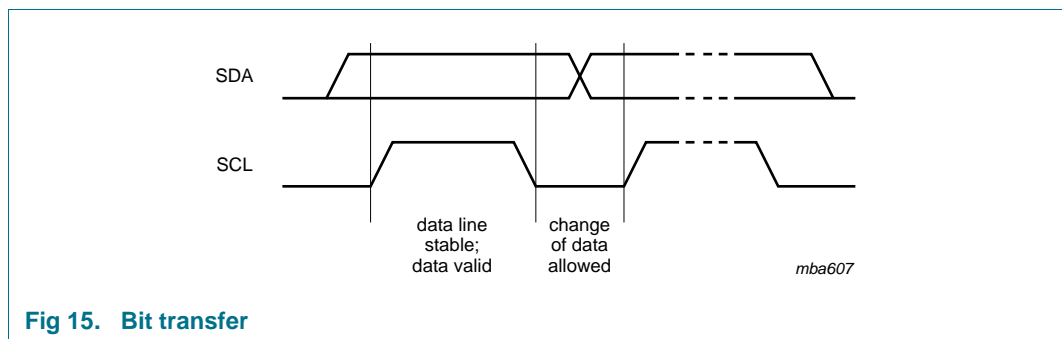 SDA
SCL
data line
stable;
data valid
change
of data
allowed
mba607
Fig 15. Bit transfer